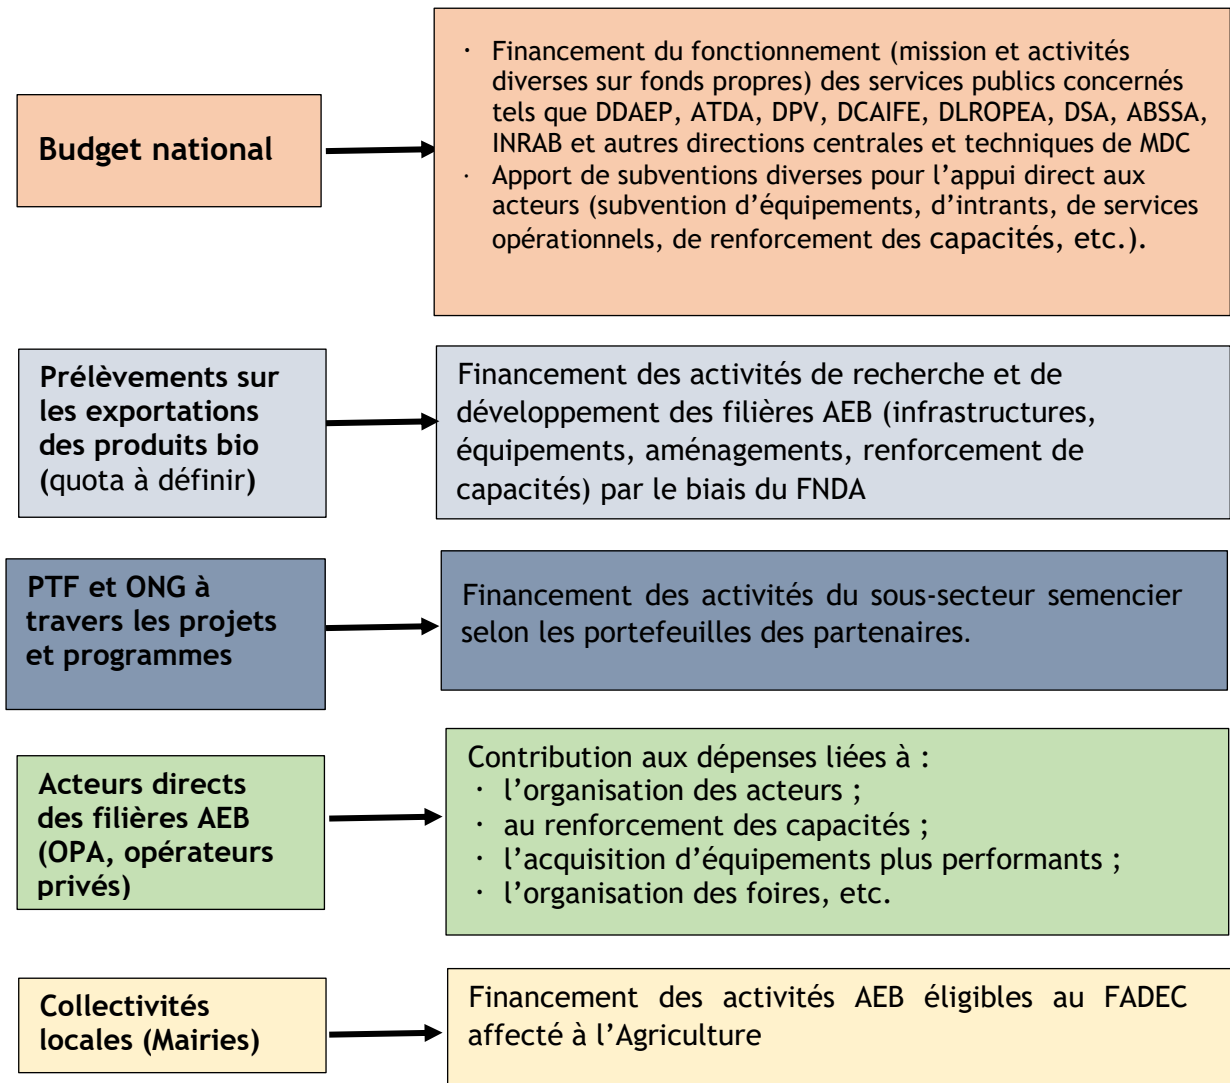 Budget national
· Financement du fonctionnement (mission et activités
diverses sur fonds propres) des services publics concernés
tels que DDAEP, ATDA, DPV, DCAIFE, DLROPEA, DSA, ABSSA,
INRAB et autres directions centrales et techniques de MDC
· Apport de subventions diverses pour l’appui direct aux
acteurs (subvention d’équipements, d’intrants, de services
opérationnels, de renforcement des capacités, etc.).
Prélèvements sur
les exportations
des produits bio
(quota à définir)
Financement des activités de recherche et de
développement des filières AEB (infrastructures,
équipements, aménagements, renforcement de
capacités) par le biais du FNDA
PTF et ONG à
travers les projets
et programmes
Financement des activités du sous-secteur semencier
selon les portefeuilles des partenaires.
Acteurs directs
des filières AEB
(OPA, opérateurs
privés)
Contribution aux dépenses liées à :
· l’organisation des acteurs ;
· au renforcement des capacités ;
· l’acquisition d’équipements plus performants ;
· l’organisation des foires, etc.
Collectivités
locales (Mairies)
Financement des activités AEB éligibles au FADEC
affecté à l’Agriculture